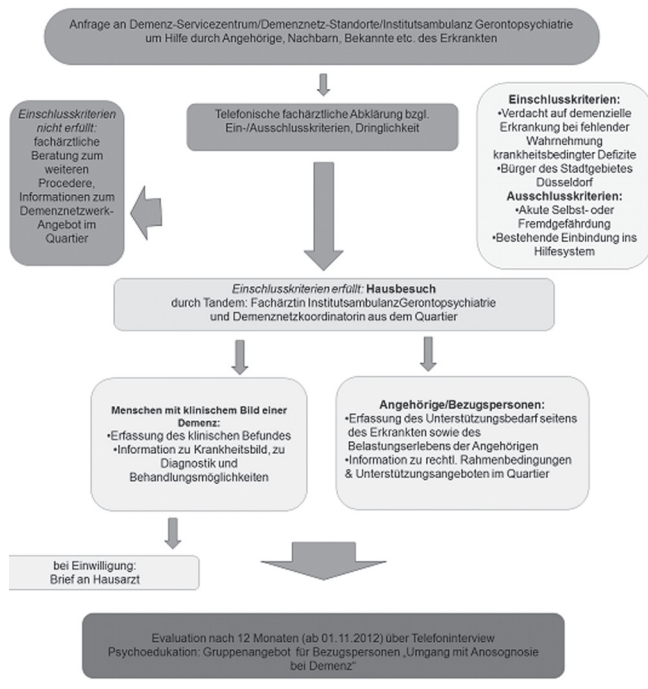 Anfrage an Demenz-Servicezentrum/Demenznetz-Standorte/Institutsambulanz Gerontopsychiatrie
um Hilfe durch Angehörige, Nachbarn, Bekannte etc. des Erkrankten
Einschlusskriterien
nicht erfüllt:
fachärztliche
Beratung zum
weiteren
Procedere,
Informationen zum
Demenznetzwerk-
Angebot im
Quartier
Telefonische fachärztliche Abklärung bzgl.
Ein-/Ausschlusskriterien, Dringlichkeit
Einschlusskriterien:
•Verdacht auf demenzielle
Erkrankung bei fehlender
Wahrnehmung
krankheitsbedingter Defizite
•Bürger des Stadtgebietes
Düsseldorf
Ausschlusskriterien:
•Akute Selbst- oder
Fremdgefährdung
•Bestehende Einbindung ins
Hilfesystem
Einschlusskriterien erfüllt: Hausbesuch
durch Tandem: Fachärztin InstitutsambulanzGerontopsychiatrie
und Demenznetzkoordinatorin aus dem Quartier
Menschen mit klinischem Bild einer
Demenz:
•Erfassung des klinischen Befundes
•Information zu Krankheitsbild, zu
Diagnostik und
Behandlungsmöglichkeiten
Angehörige/Bezugspersonen:
•Erfassung des Unterstützungsbedarf seitens
des Erkrankten sowie des
Belastungserlebens der Angehörigen
•Information zu rechtl. Rahmenbedingungen
& Unterstützungsangeboten im Quartier
bei Einwilligung:
Brief an Hausarzt
Evaluation nach 12 Monaten (ab 01.11.2012) über Telefoninterview
Psychoedukation: Gruppenangebot für Bezugspersonen „Umgang mit Anosognosie
bei Demenz“